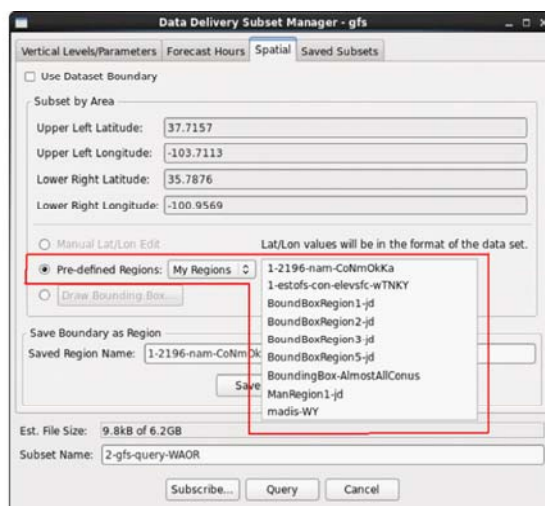 Data Delivery Subset Manager - gfs
Vertical Levels/Parameters Forecast Hours Spatial Saved Subsets
Use Dataset Boundary
Subset by Area
Upper Left Latitude: 37.7157
Upper Left Longitude: -103.7113
Lower Right Latitude: 35.7876
Lower Right Longitude: -100.9569
Manual Lat/Lon Edit Lat/Lon values will be in the format of the data set.
Pre-defined Regions: My Regions
1-2196-nam-CoNmOkKa
1-estofs-con-elevsfc-wTNKY
BoundBoxRegion1-jd
BoundBoxRegion2-jd
BoundBoxRegion3-jd
BoundBoxRegion5-jd
BoundingBox-AlmostAllConus
ManRegion1-jd
madis-WY
Draw Bounding Box...
Save Boundary as Region
Saved Region Name: 1-2196-nam-CoNmOk
Save
Est. File Size: 9.8kB of 6.2GB
Subset Name: 2-gfs-query-WAOR
Subscribe... Query Cancel